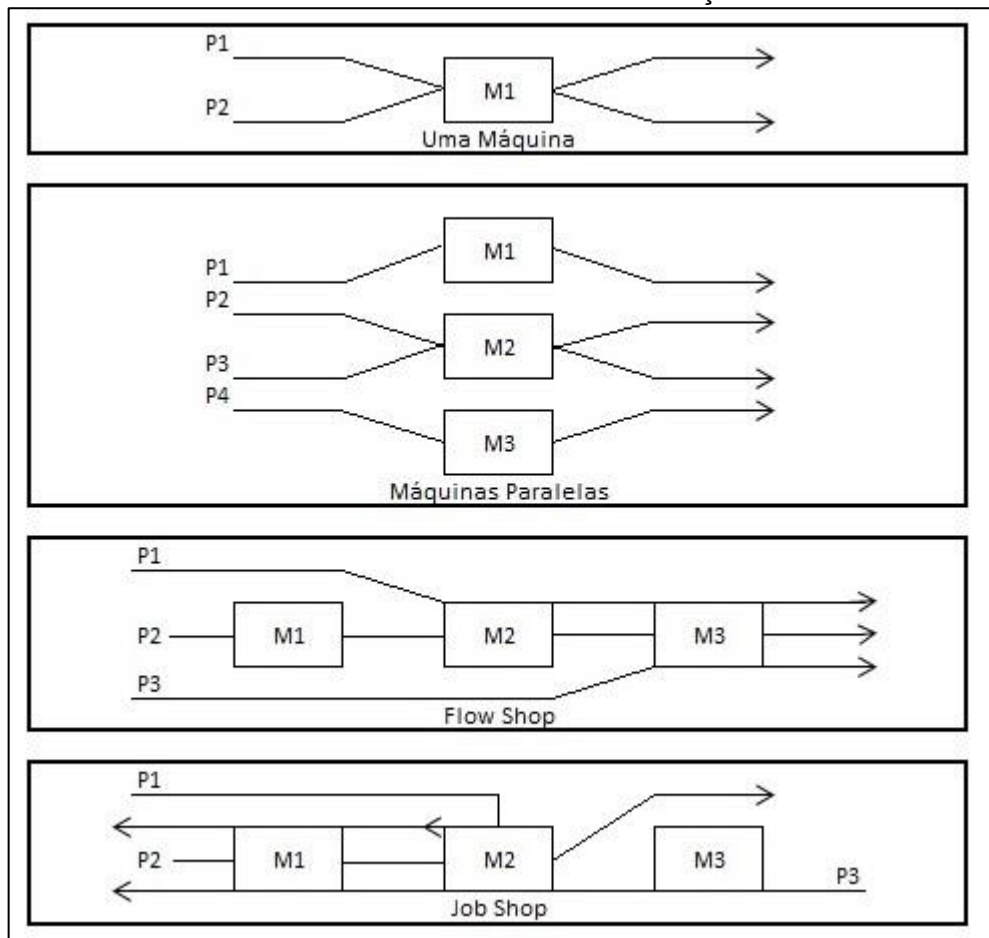 P1
M1
P2
Uma Máquina
M1
P1
P2
M2
P3
P4
M3
Máquinas Paralelas
P1
P2 M1 M2 M3
P3
Flow Shop
P1
P2 M1 M2 M3
P3
Job Shop